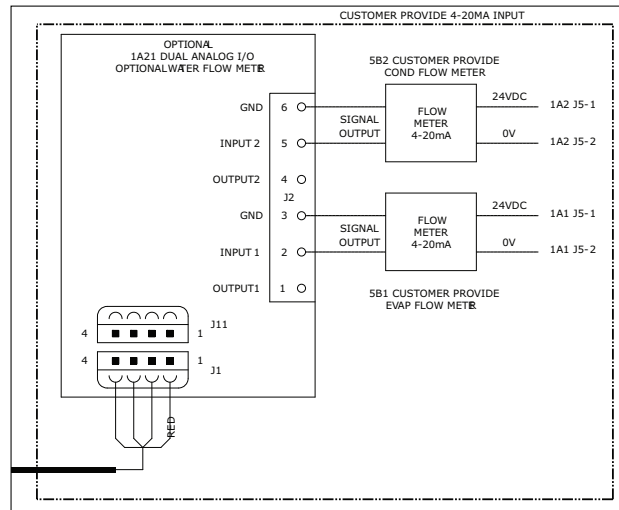 CUSTOMER PROVIDE 4-20MA INPUT
OPTIONAL
1A21 DUAL ANALOG I/O
OPTIONAL WATER FLOW METER
5B2 CUSTOMER PROVIDE
COND FLOW METER
GND 6
SIGNAL
OUTPUT
FLOW
METER
4-20mA
24VDC
1A2 J5-1
INPUT 2 5
0V
1A2 J5-2
OUTPUT2 4
J2
GND 3
SIGNAL
OUTPUT
FLOW
METER
4-20mA
24VDC
1A1 J5-1
INPUT 1 2
0V
1A1 J5-2
OUTPUT1 1
5B1 CUSTOMER PROVIDE
EVAP FLOW METER
4 1 J11
4 1 J1
RED